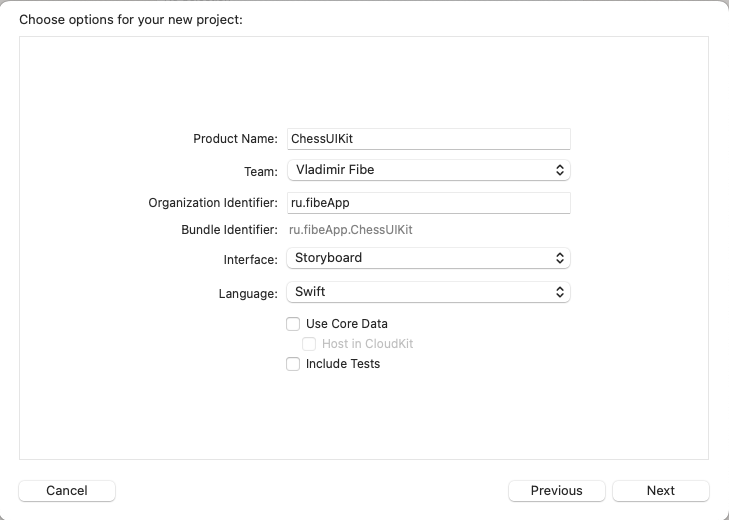 Choose options for your new project:
Product Name: ChessUIKit
Team: Vladimir Fibe
Organization Identifier: ru.fibeApp
Bundle Identifier: ru.fibeApp.ChessUIKit
Interface: Storyboard
Language: Swift
Use Core Data
Host in CloudKit
Include Tests
Cancel Previous Next